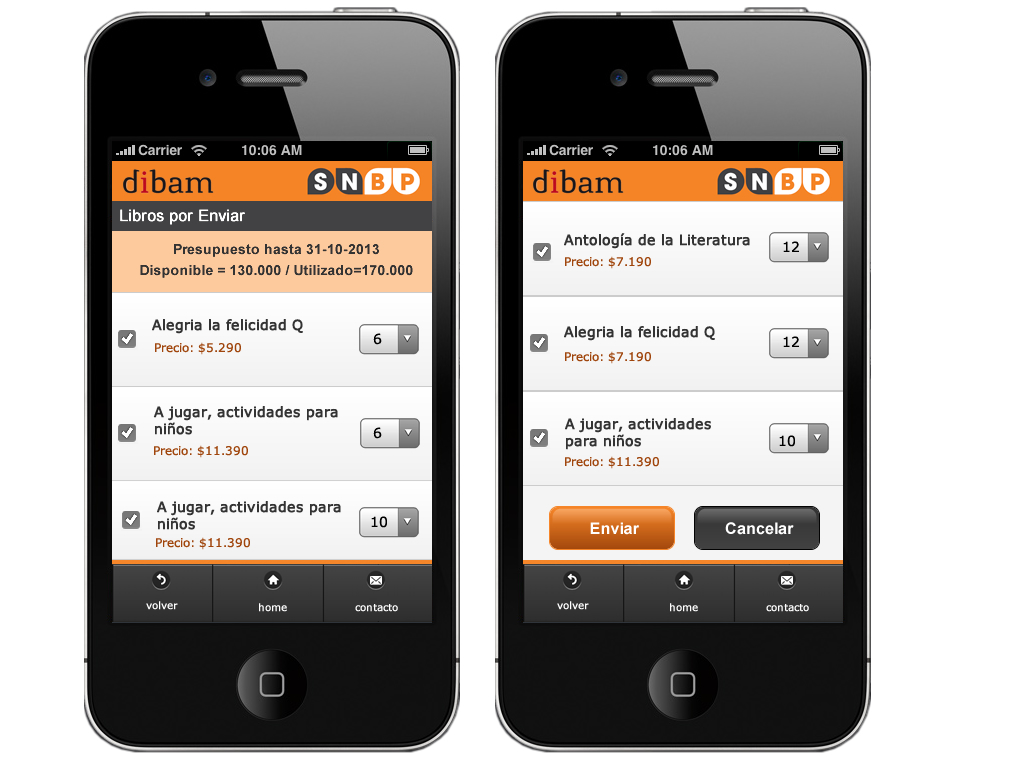 Carrier 10:06 AM
dibam SNBP
Libros por Enviar
Presupuesto hasta 31-10-2013
Disponible = 130.000 / Utilizado=170.000
Alegria la felicidad Q
Precio: $5.290
6
A jugar, actividades para
niños
Precio: $11.390
6
A jugar, actividades para
niños
Precio: $11.390
10
volver home contacto
Carrier 10:06 AM
dibam SNBP
Antología de la Literatura
Precio: $7.190
12
Alegria la felicidad Q
Precio: $7.190
12
A jugar, actividades
para niños
Precio: $11.390
10
Enviar Cancelar
volver home contacto